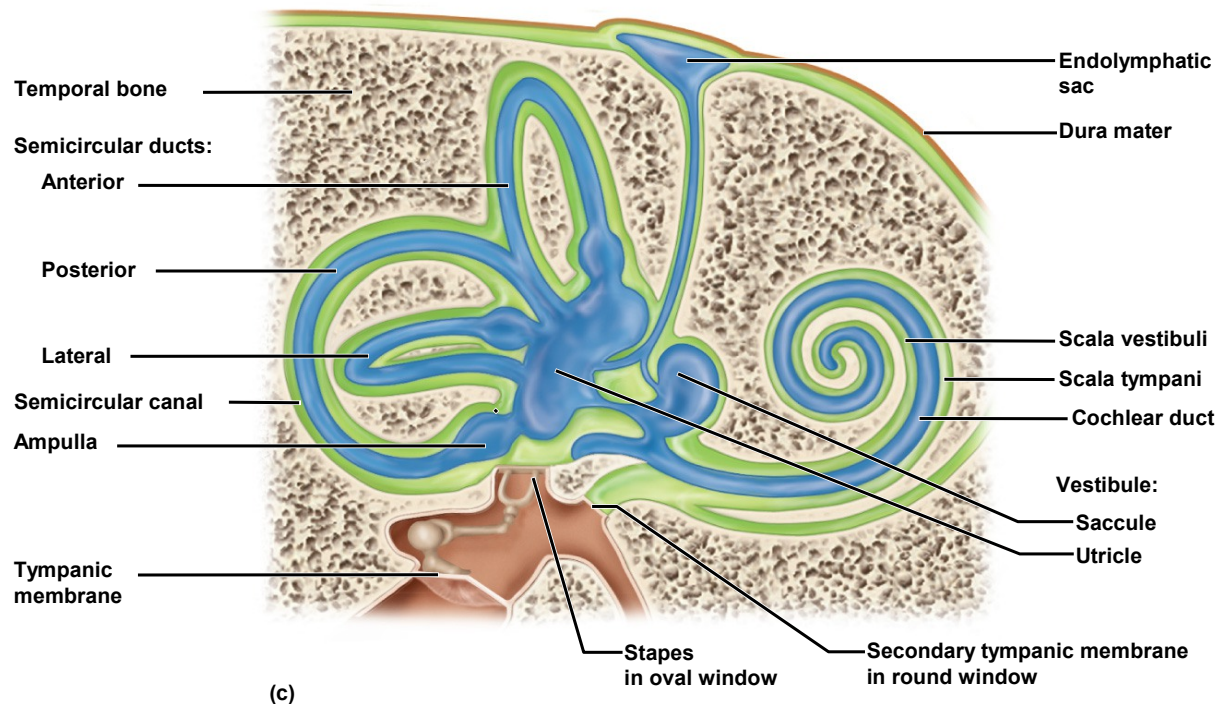 Temporal bone
Semicircular ducts:
Anterior
Posterior
Lateral
Semicircular canal
Ampulla
Tympanic
membrane
Endolymphatic
sac
Dura mater
Scala vestibuli
Scala tympani
Cochlear duct
Vestibule:
Saccule
Utricle
Stapes
in oval window
Secondary tympanic membrane
in round window
(c)